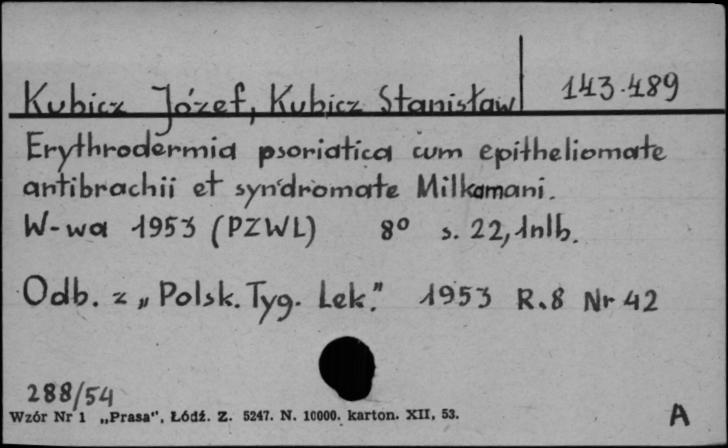 Kubicz Józef, Kubicz Stanisław 143.489
Erythrodermia psoriatica cum epitheliomate
antibrachii et syndromate Milkamani.
W-wa 1953 (PZWL) 8° s. 22, 1nlb.
Odb. z „Polsk. Tyg. Lek." 1953 R.8 Nr 42
288/54
Wzór Nr 1 „Prasa", Łódź. Z. 5247. N. 10000. karton. XII, 53.
A